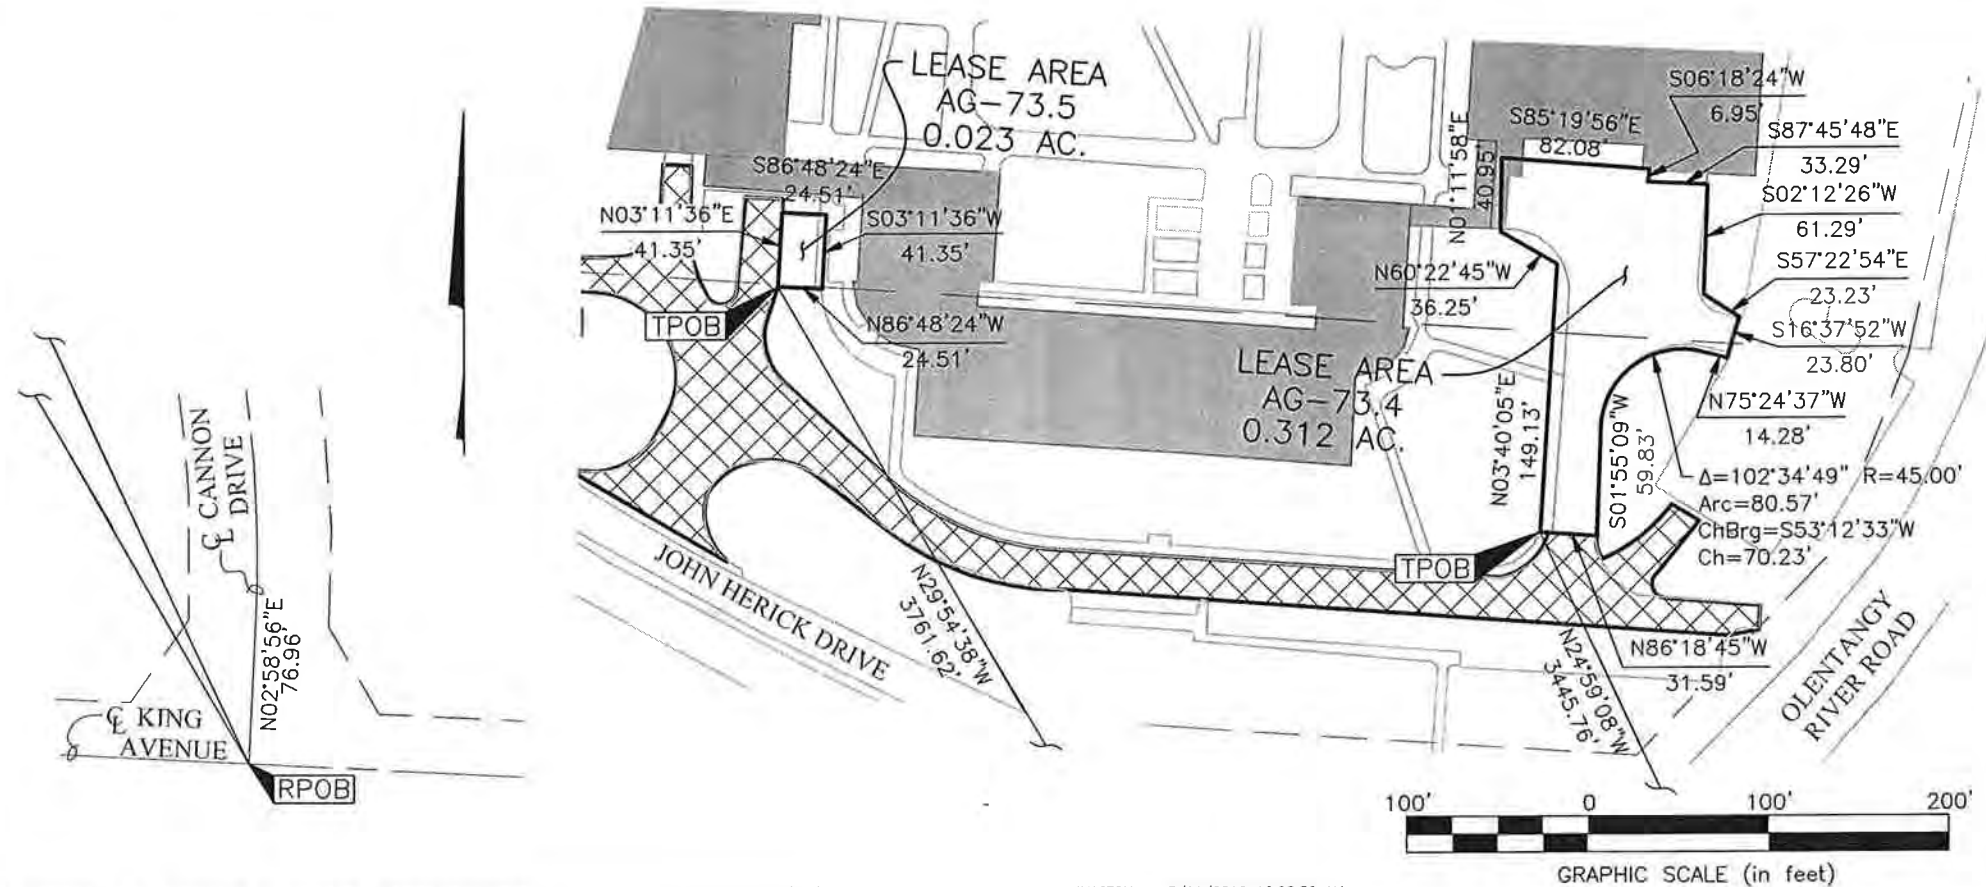 LEASE AREA
AG-73.5
0.023 AC.
S86°48'24"E
24.51'
N03°11'36"E
41.35'
S03°11'36"W
41.35'
TPOB
N86°48'24"W
24.51'
℄ CANNON
DRIVE
N02°58'56"E
76.96'
℄ KING
AVENUE
RPOB
JOHN HERICK DRIVE
N29°54'38"W
3761.62'
LEASE AREA
AG-73.4
0.312 AC.
N01°11'58"E
40.95'
S85°19'56"E
82.08'
S06°18'24"W
6.95'
S87°45'48"E
33.29'
S02°12'26"W
61.29'
S57°22'54"E
23.23'
S16°37'52"W
23.80'
N75°24'37"W
14.28'
N60°22'45"W
36.25'
N03°40'05"E
149.13'
S01°55'09"W
59.83'
Δ=102°34'49" R=45.00'
Arc=80.57'
ChBrg=S53°12'33"W
Ch=70.23'
TPOB
N86°18'45"W
31.59'
N24°59'08"W
3445.76'
OLENTANGY
RIVER ROAD
100' 0 100' 200'
GRAPHIC SCALE (in feet)